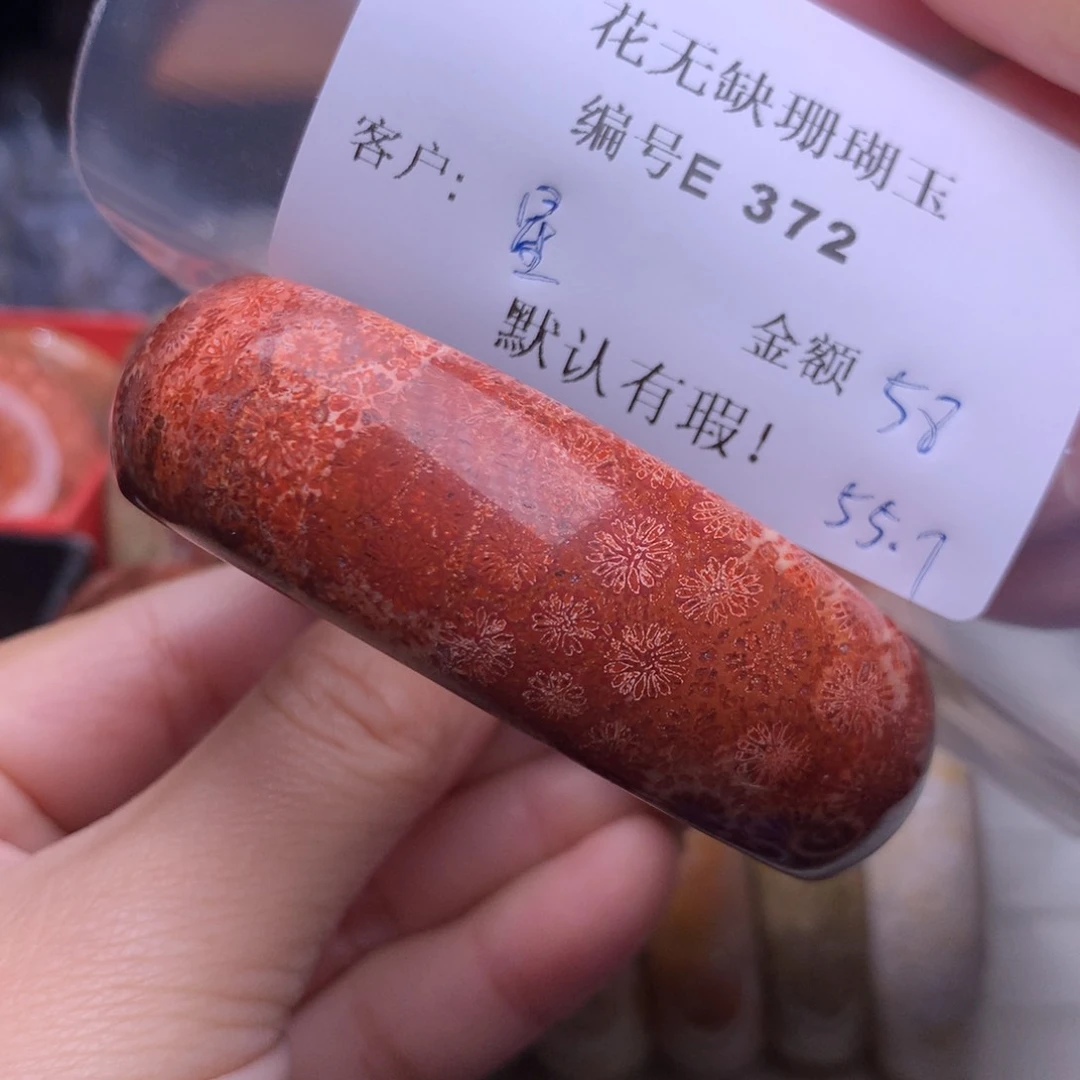 花无缺珊瑚玉
编号E 372
客户：
金额 58
默认有瑕！
55.7